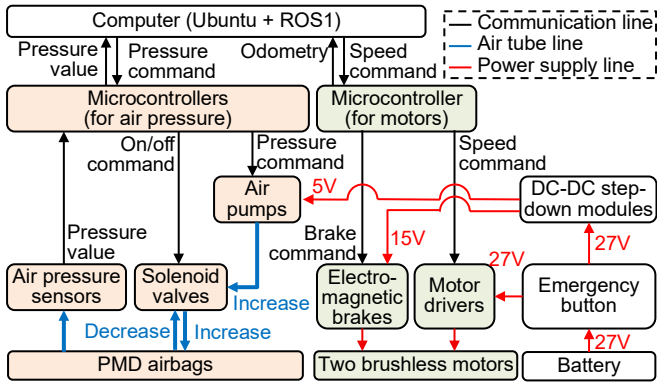 Computer (Ubuntu + ROS1)
Communication line
Air tube line
Power supply line
Pressure
value
Pressure
command
Odometry
Speed
command
Microcontrollers
(for air pressure)
Microcontroller
(for motors)
On/off
command
Pressure
command
Speed
command
Air
pumps
5V
DC-DC step-
down modules
Pressure
value
Brake
command
15V
27V
27V
Air pressure
sensors
Solenoid
valves
Increase
Electro-
magnetic
brakes
Motor
drivers
Emergency
button
Decrease
Increase
27V
PMD airbags
Two brushless motors
Battery